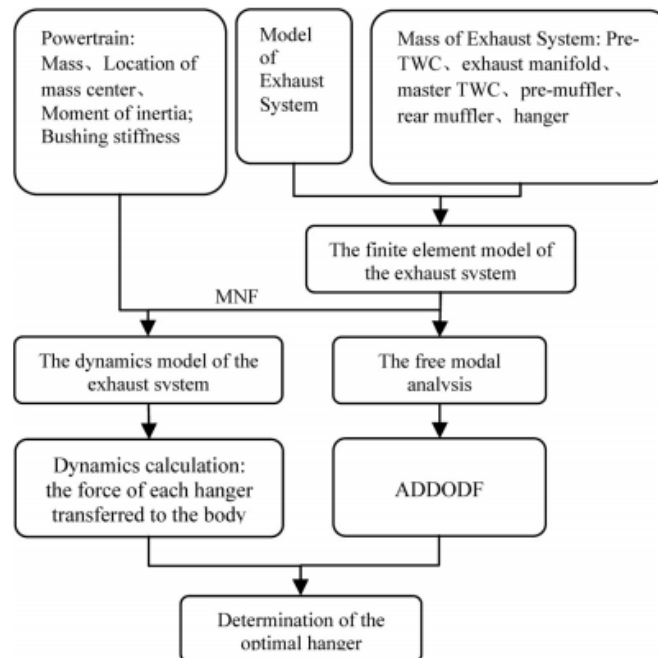 Powertrain:
Mass、Location of
mass center、
Moment of inertia;
Bushing stiffness
Model
of
Exhaust
System
Mass of Exhaust System: Pre-
TWC、exhaust manifold、
master TWC、pre-muffler、
rear muffler、hanger
The finite element model of
the exhaust system
MNF
The dynamics model of the
exhaust system
The free modal
analysis
Dynamics calculation:
the force of each hanger
transferred to the body
ADDODF
Determination of the
optimal hanger